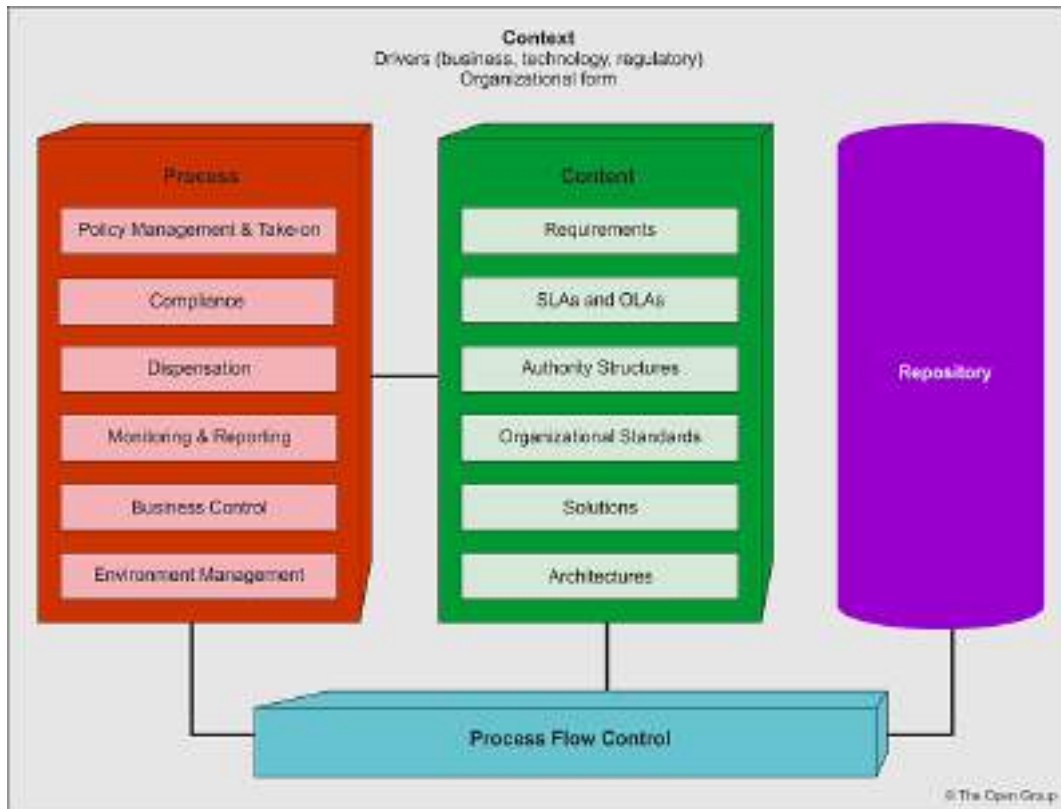 Context
Drivers (business, technology, regulatory)
Organizational form
Process
Policy Management & Take-on
Compliance
Dispensation
Monitoring & Reporting
Business Control
Environment Management
Content
Requirements
SLAs and OLAs
Authority Structures
Organizational Standards
Solutions
Architectures
Repository
Process Flow Control
© The Open Group